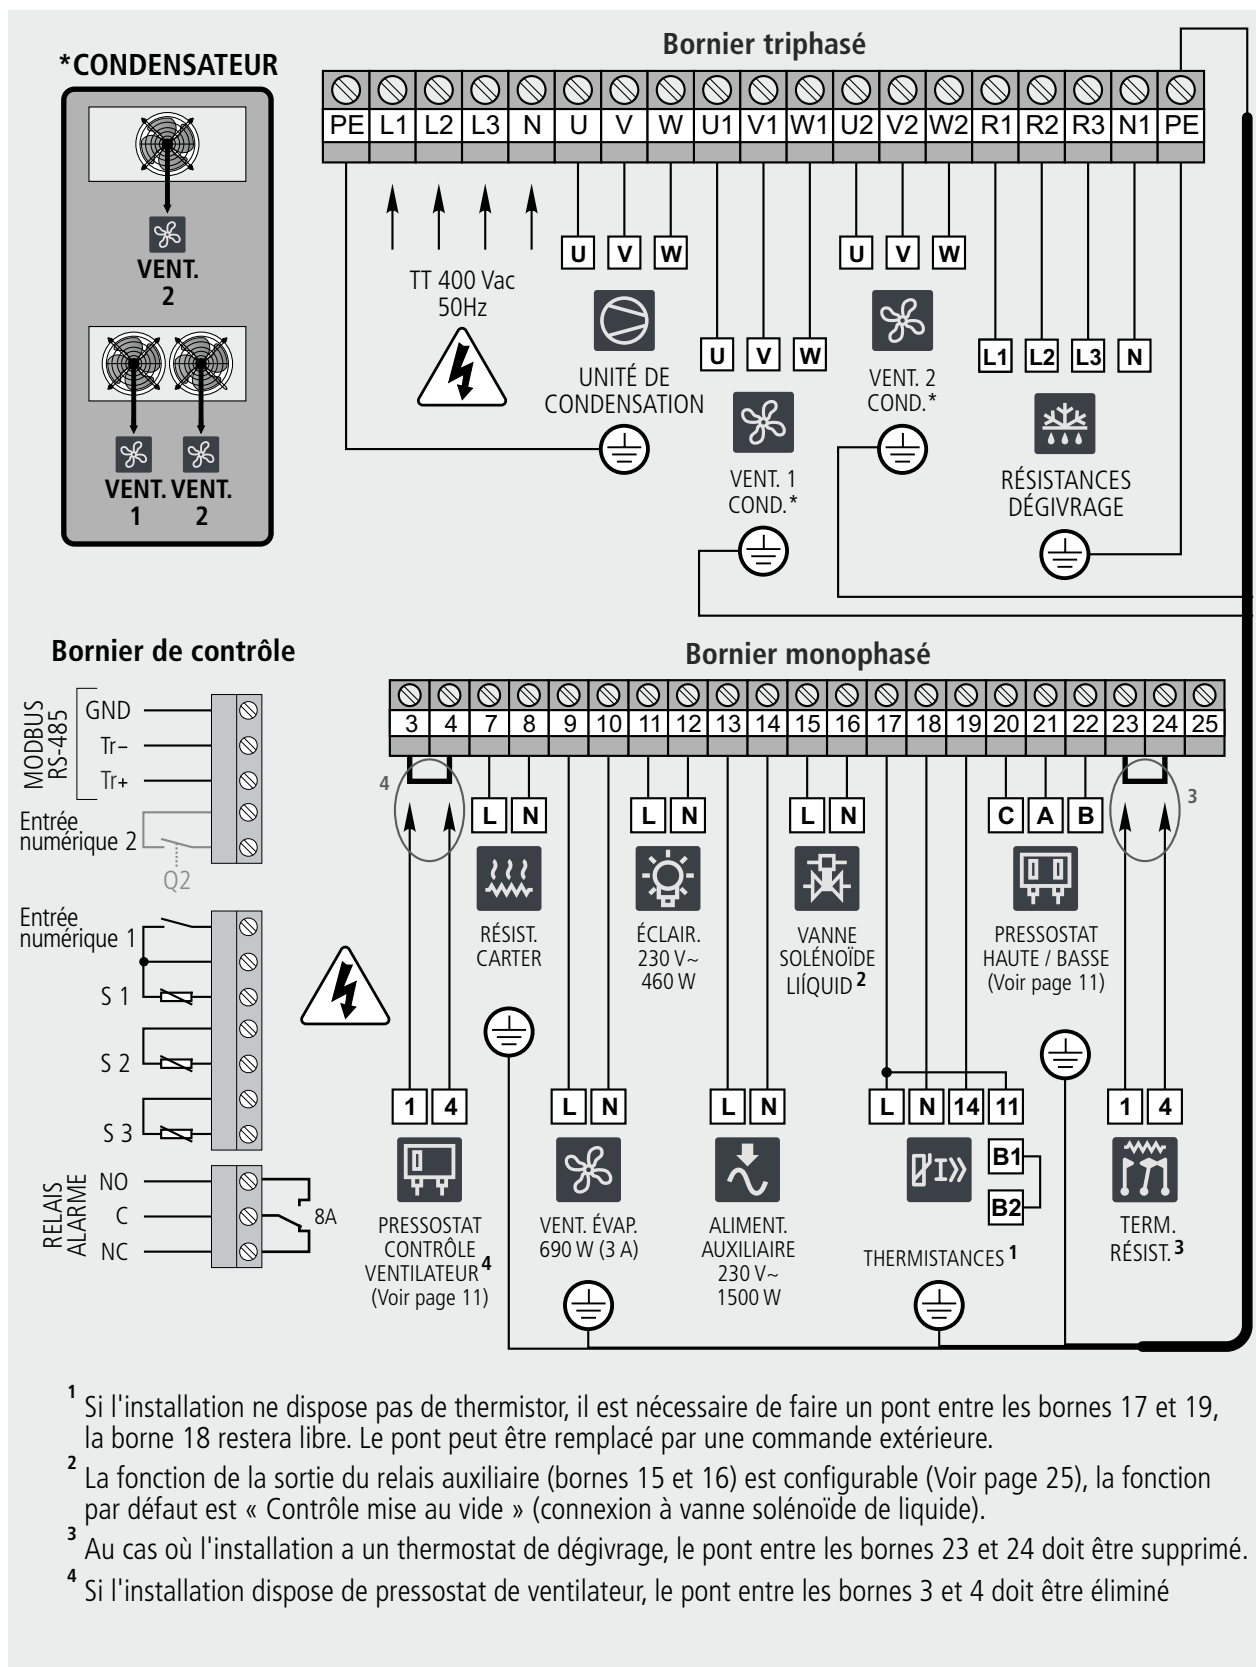 *CONDENSATEUR
VENT.
2
VENT. VENT.
1 2
Bornier triphasé
PE L1 L2 L3 N U V W U1 V1 W1 U2 V2 W2 R1 R2 R3 N1 PE
TT 400 Vac
50Hz
U V W
UNITÉ DE
CONDENSATION
U V W
VENT. 1
COND.*
U V W
VENT. 2
COND.*
L1 L2 L3 N
RÉSISTANCES
DÉGIVRAGE
Bornier de contrôle
MODBUS
RS-485
GND
Tr-
Tr+
Entrée
numérique 2
Q2
Entrée
numérique 1
S 1
S 2
S 3
RELAIS
ALARME
NO
C
NC
8A
Bornier monophasé
3 4 7 8 9 10 11 12 13 14 15 16 17 18 19 20 21 22 23 24 25
4
3
L N
RÉSIST.
CARTER
L N
ÉCLAIR.
230 V~
460 W
L N
VANNE
SOLÉNOÏDE
LIÍQUID 2
C A B
PRESSOSTAT
HAUTE / BASSE
(Voir page 11)
1 4
PRESSOSTAT
CONTRÔLE
VENTILATEUR 4
(Voir page 11)
L N
VENT. ÉVAP.
690 W (3 A)
L N
ALIMENT.
AUXILIAIRE
230 V~
1500 W
L N 14 11
B1
B2
THERMISTANCES 1
1 4
TERM.
RÉSIST. 3
1 Si l'installation ne dispose pas de thermistor, il est nécessaire de faire un pont entre les bornes 17 et 19,
la borne 18 restera libre. Le pont peut être remplacé par une commande extérieure.
2 La fonction de la sortie du relais auxiliaire (bornes 15 et 16) est configurable (Voir page 25), la fonction
par défaut est « Contrôle mise au vide » (connexion à vanne solénoïde de liquide).
3 Au cas où l'installation a un thermostat de dégivrage, le pont entre les bornes 23 et 24 doit être supprimé.
4 Si l'installation dispose de pressostat de ventilateur, le pont entre les bornes 3 et 4 doit être éliminé